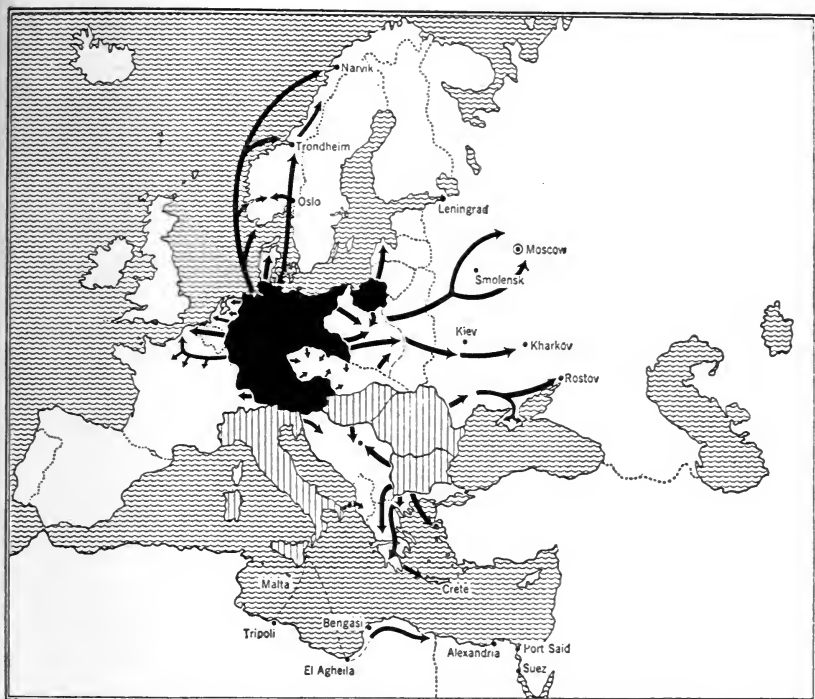 Narvik
Trondheim
Oslo
Leningrad
Moscow
Smolensk
Kiev
Kharkov
Rostov
Malta
Crete
Tripoli
Bengasi
El Agheila
Alexandria
Port Said
Suez